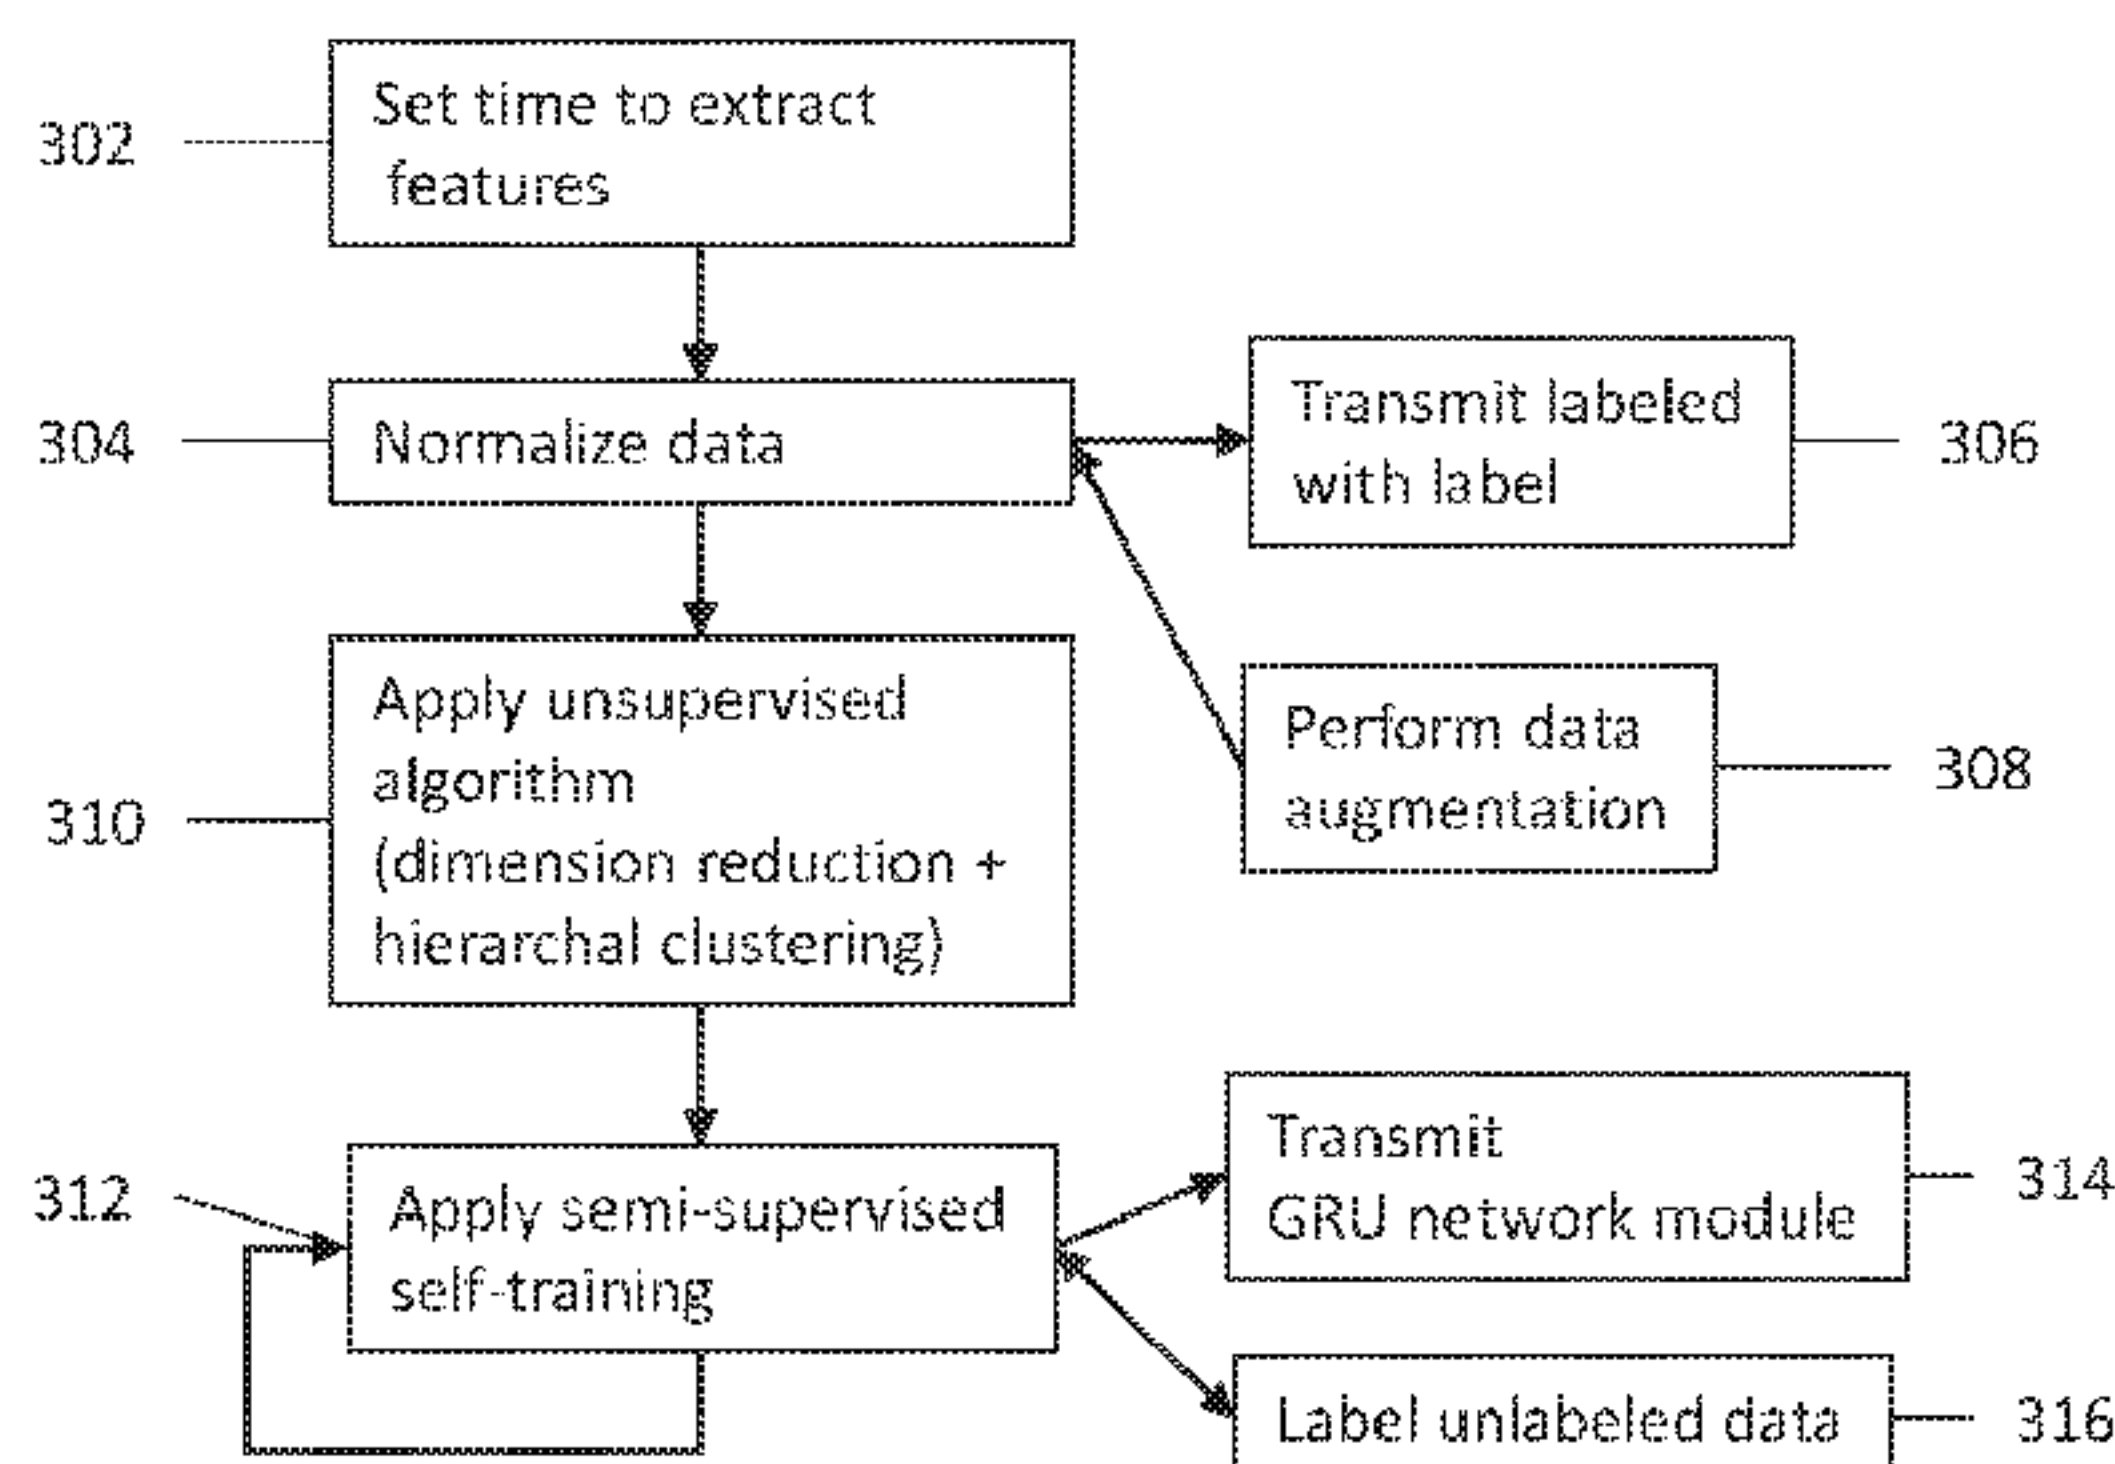 302
Set time to extract
features
304
Normalize data
Transmit labeled
with label
306
Perform data
augmentation
308
310
Apply unsupervised
algorithm
(dimension reduction +
hierarchal clustering)
312
Apply semi-supervised
self-training
Transmit
GRU network module
314
Label unlabeled data
316